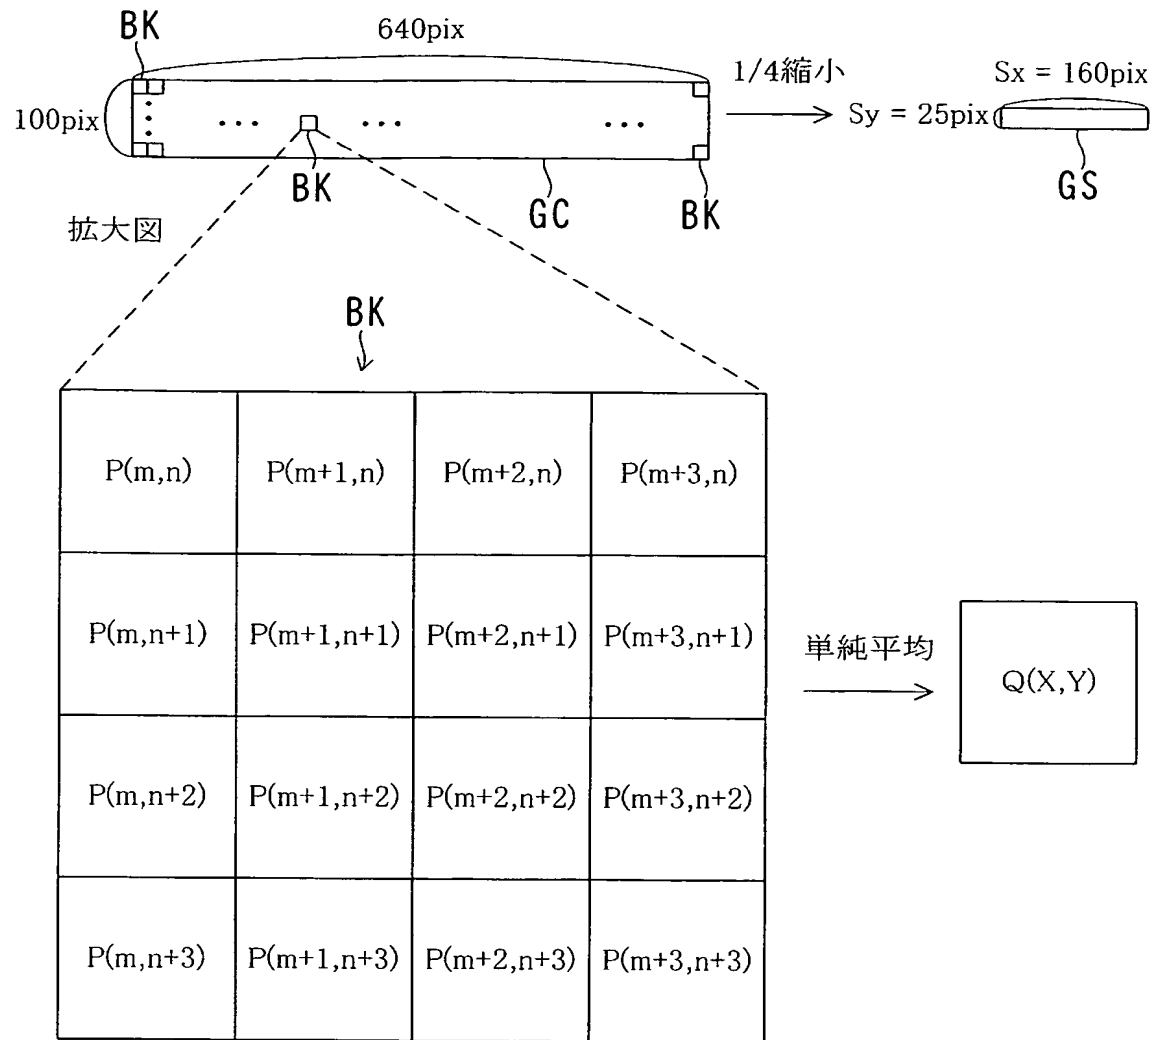 BK
640pix
1/4縮小
Sx = 160pix
100pix
Sy = 25pix
BK
GC
BK
GS
拡大図
BK
P(m,n) P(m+1,n) P(m+2,n) P(m+3,n)
P(m,n+1) P(m+1,n+1) P(m+2,n+1) P(m+3,n+1)
単純平均
Q(X,Y)
P(m,n+2) P(m+1,n+2) P(m+2,n+2) P(m+3,n+2)
P(m,n+3) P(m+1,n+3) P(m+2,n+3) P(m+3,n+3)